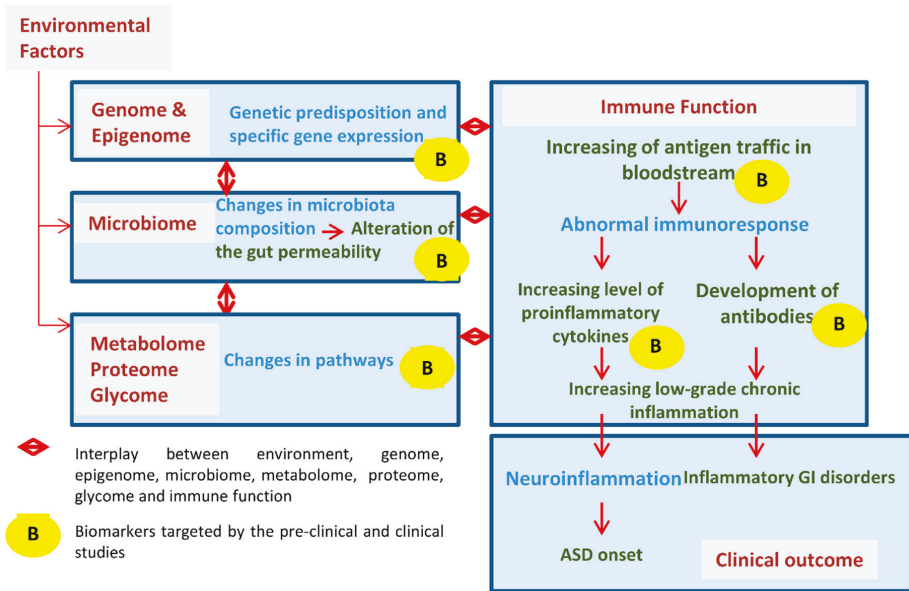 Environmental
Factors
Genome &
Epigenome
Genetic predisposition and
specific gene expression
B
Microbiome
Changes in microbiota
composition
Alteration of
the gut permeability
B
Metabolome
Proteome
Glycome
Changes in pathways
B
Immune Function
Increasing of antigen traffic in
bloodstream
B
Abnormal immunoresponse
Increasing level of
proinflammatory
cytokines
B
Development of
antibodies
B
Increasing low-grade chronic
inflammation
Neuroinflammation
Inflammatory GI disorders
ASD onset
Clinical outcome
Interplay between environment, genome,
epigenome, microbiome, metabolome, proteome,
glycome and immune function
B
Biomarkers targeted by the pre-clinical and clinical
studies